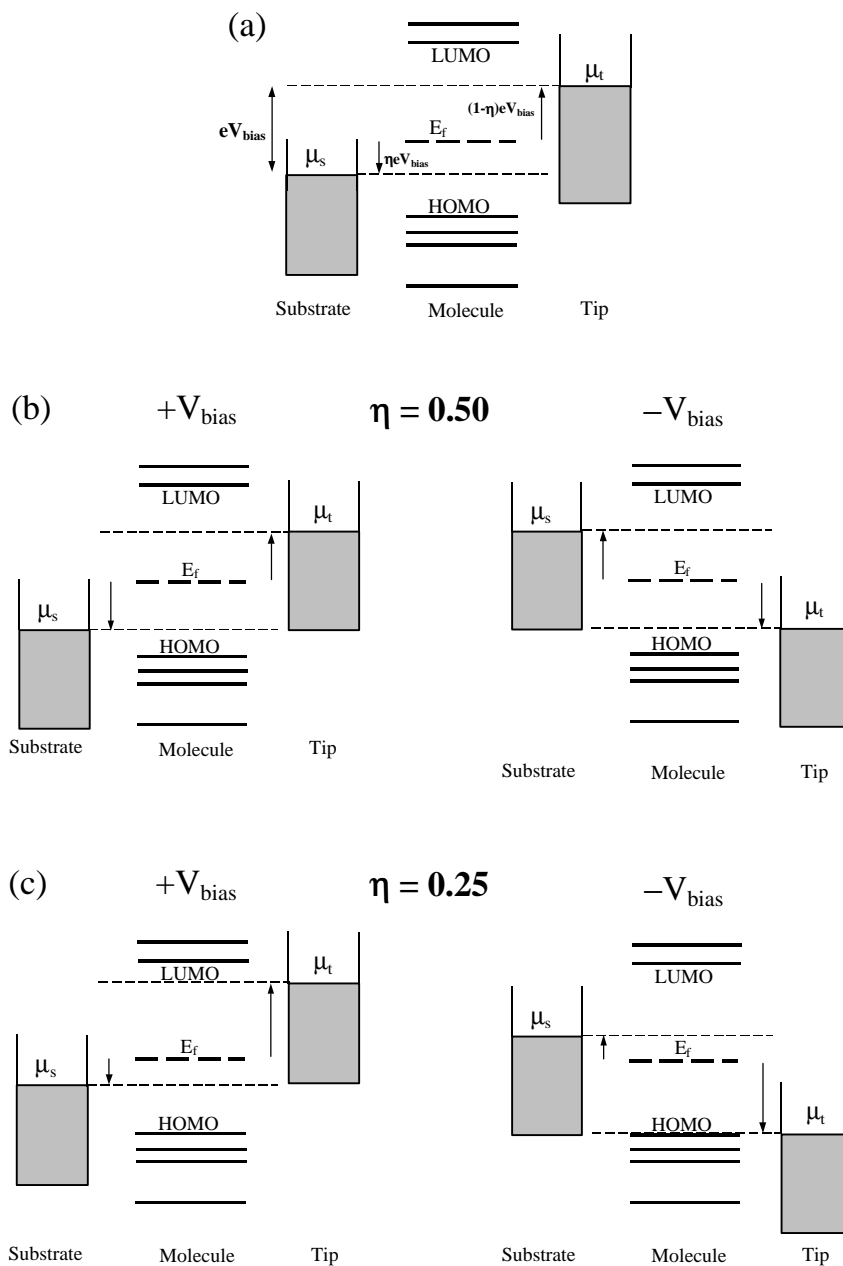 (a)
LUMO
μt
(1-η)eVbias
eVbias
Ef
μs
ηeVbias
HOMO
Substrate
Molecule
Tip
(b)
+Vbias
η = 0.50
–Vbias
LUMO
μt
Ef
μs
HOMO
Substrate
Molecule
Tip
LUMO
μs
Ef
μt
HOMO
Substrate
Molecule
Tip
(c)
+Vbias
η = 0.25
–Vbias
LUMO
μt
Ef
μs
HOMO
Substrate
Molecule
Tip
LUMO
μs
Ef
μt
HOMO
Substrate
Molecule
Tip